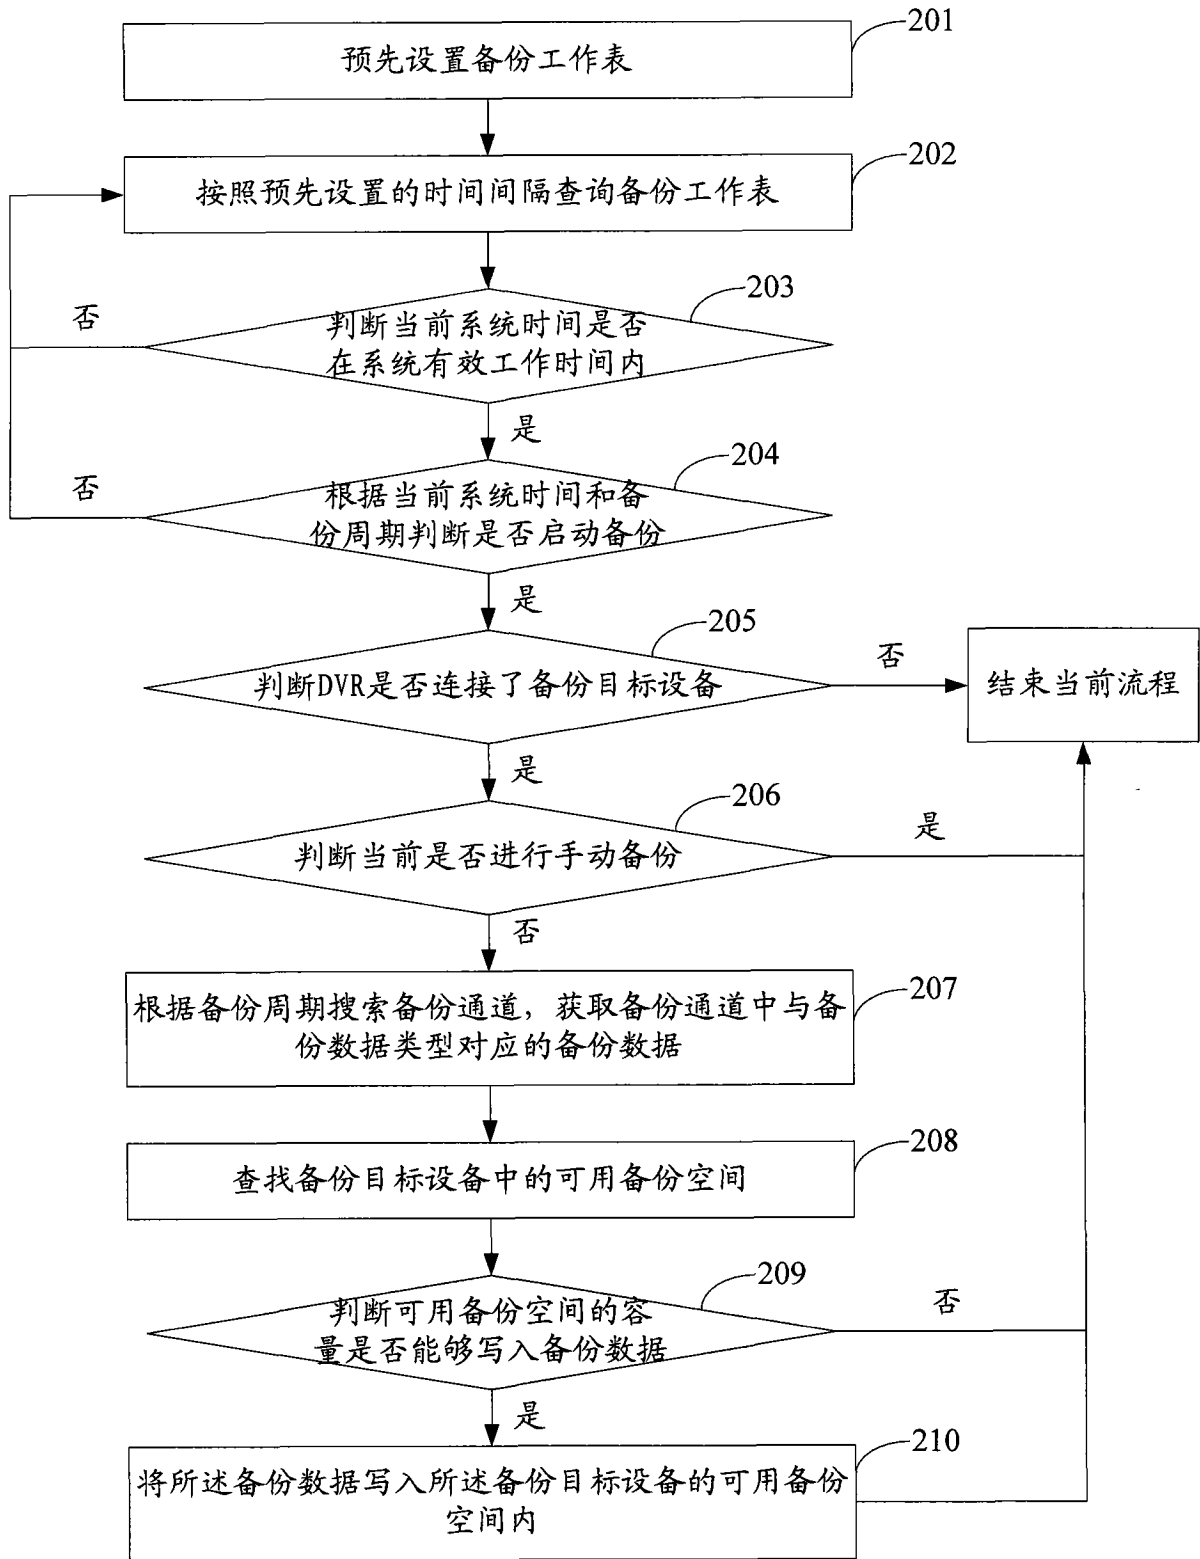 201
预先设置备份工作表
202
按照预先设置的时间间隔查询备份工作表
203
否
判断当前系统时间是否
在系统有效工作时间内
是
204
否
根据当前系统时间和备
份周期判断是否启动备份
是
205
否
判断DVR是否连接了备份目标设备
结束当前流程
是
206
是
判断当前是否进行手动备份
否
207
根据备份周期搜索备份通道，获取备份通道中与备
份数据类型对应的备份数据
208
查找备份目标设备中的可用备份空间
209
否
判断可用备份空间的容
量是否能够写入备份数据
是
210
将所述备份数据写入所述备份目标设备的可用备份
空间内